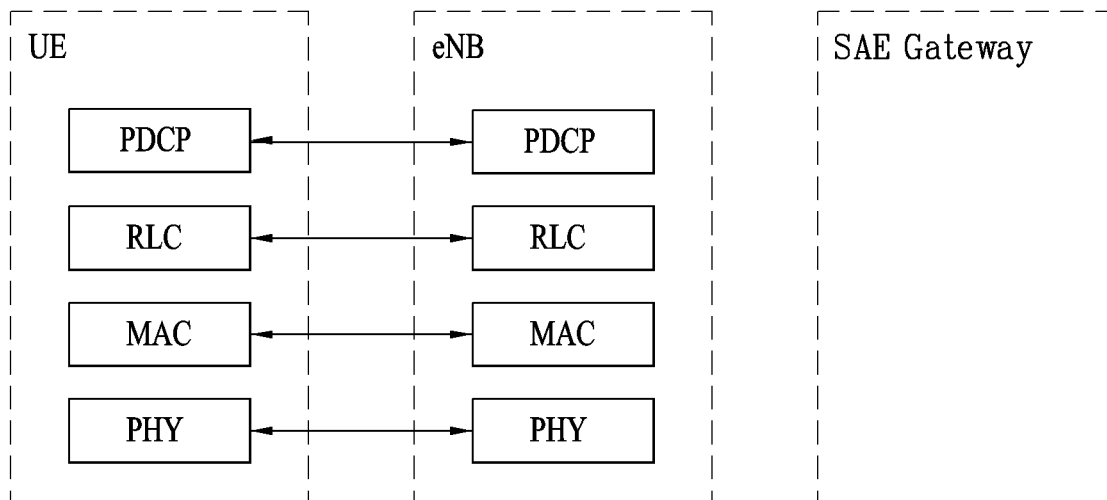 UE
eNB
SAE Gateway
PDCP
PDCP
RLC
RLC
MAC
MAC
PHY
PHY